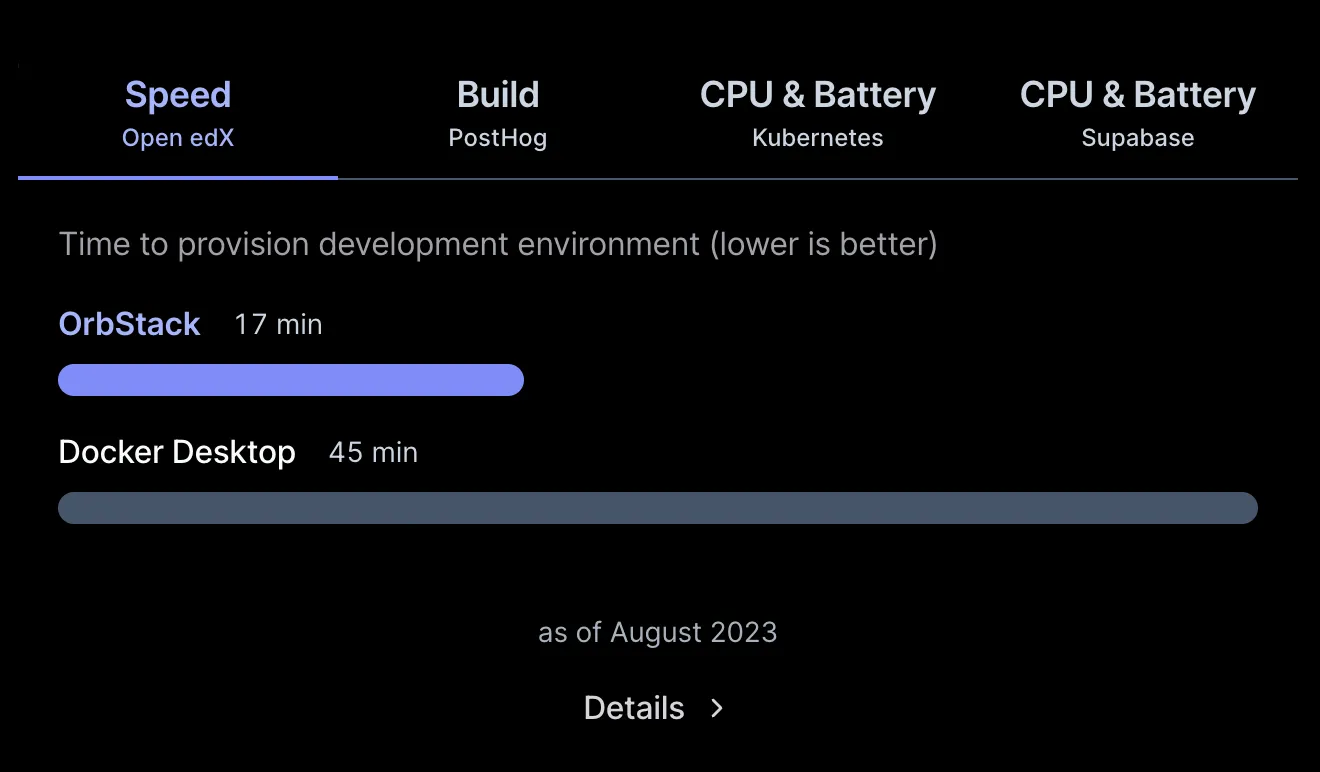 Speed
Open edX
Build
PostHog
CPU & Battery
Kubernetes
CPU & Battery
Supabase
Time to provision development environment (lower is better)
OrbStack 17 min
Docker Desktop 45 min
as of August 2023
Details